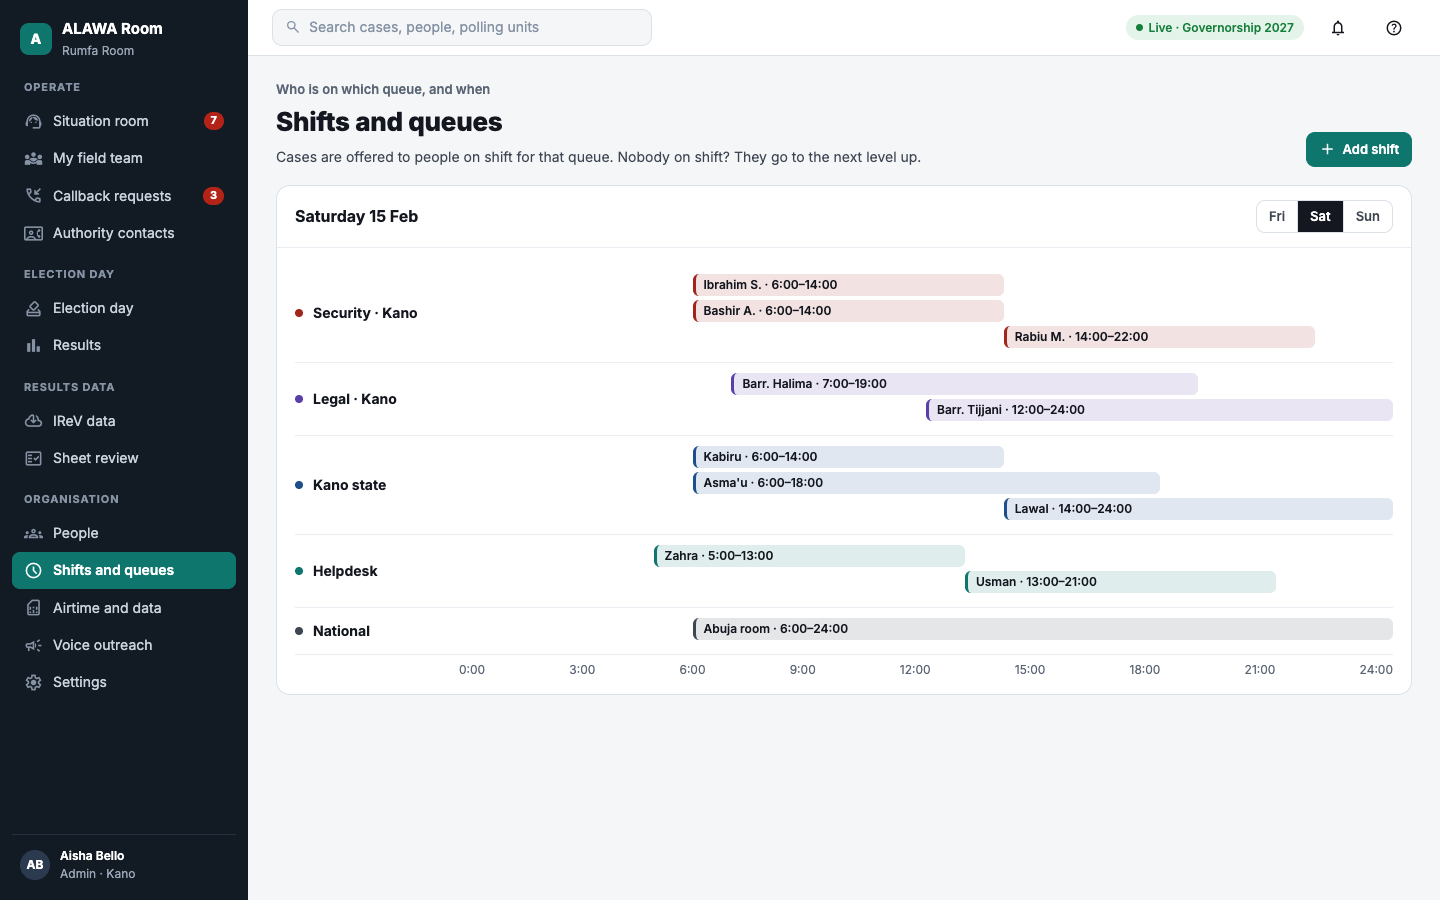 A
ALAWA Room
Rumfa Room
OPERATE
Situation room 7
My field team
Callback requests 3
Authority contacts
ELECTION DAY
Election day
Results
RESULTS DATA
IReV data
Sheet review
ORGANISATION
People
Shifts and queues
Airtime and data
Voice outreach
Settings
AB
Aisha Bello
Admin · Kano
Search cases, people, polling units
Live · Governorship 2027
Who is on which queue, and when
Shifts and queues
Cases are offered to people on shift for that queue. Nobody on shift? They go to the next level up.
+ Add shift
Saturday 15 Feb
Fri Sat Sun
Security · Kano
Ibrahim S. · 6:00–14:00
Bashir A. · 6:00–14:00
Rabiu M. · 14:00–22:00
Legal · Kano
Barr. Halima · 7:00–19:00
Barr. Tijjani · 12:00–24:00
Kano state
Kabiru · 6:00–14:00
Asma'u · 6:00–18:00
Lawal · 14:00–24:00
Helpdesk
Zahra · 5:00–13:00
Usman · 13:00–21:00
National
Abuja room · 6:00–24:00
0:00 3:00 6:00 9:00 12:00 15:00 18:00 21:00 24:00